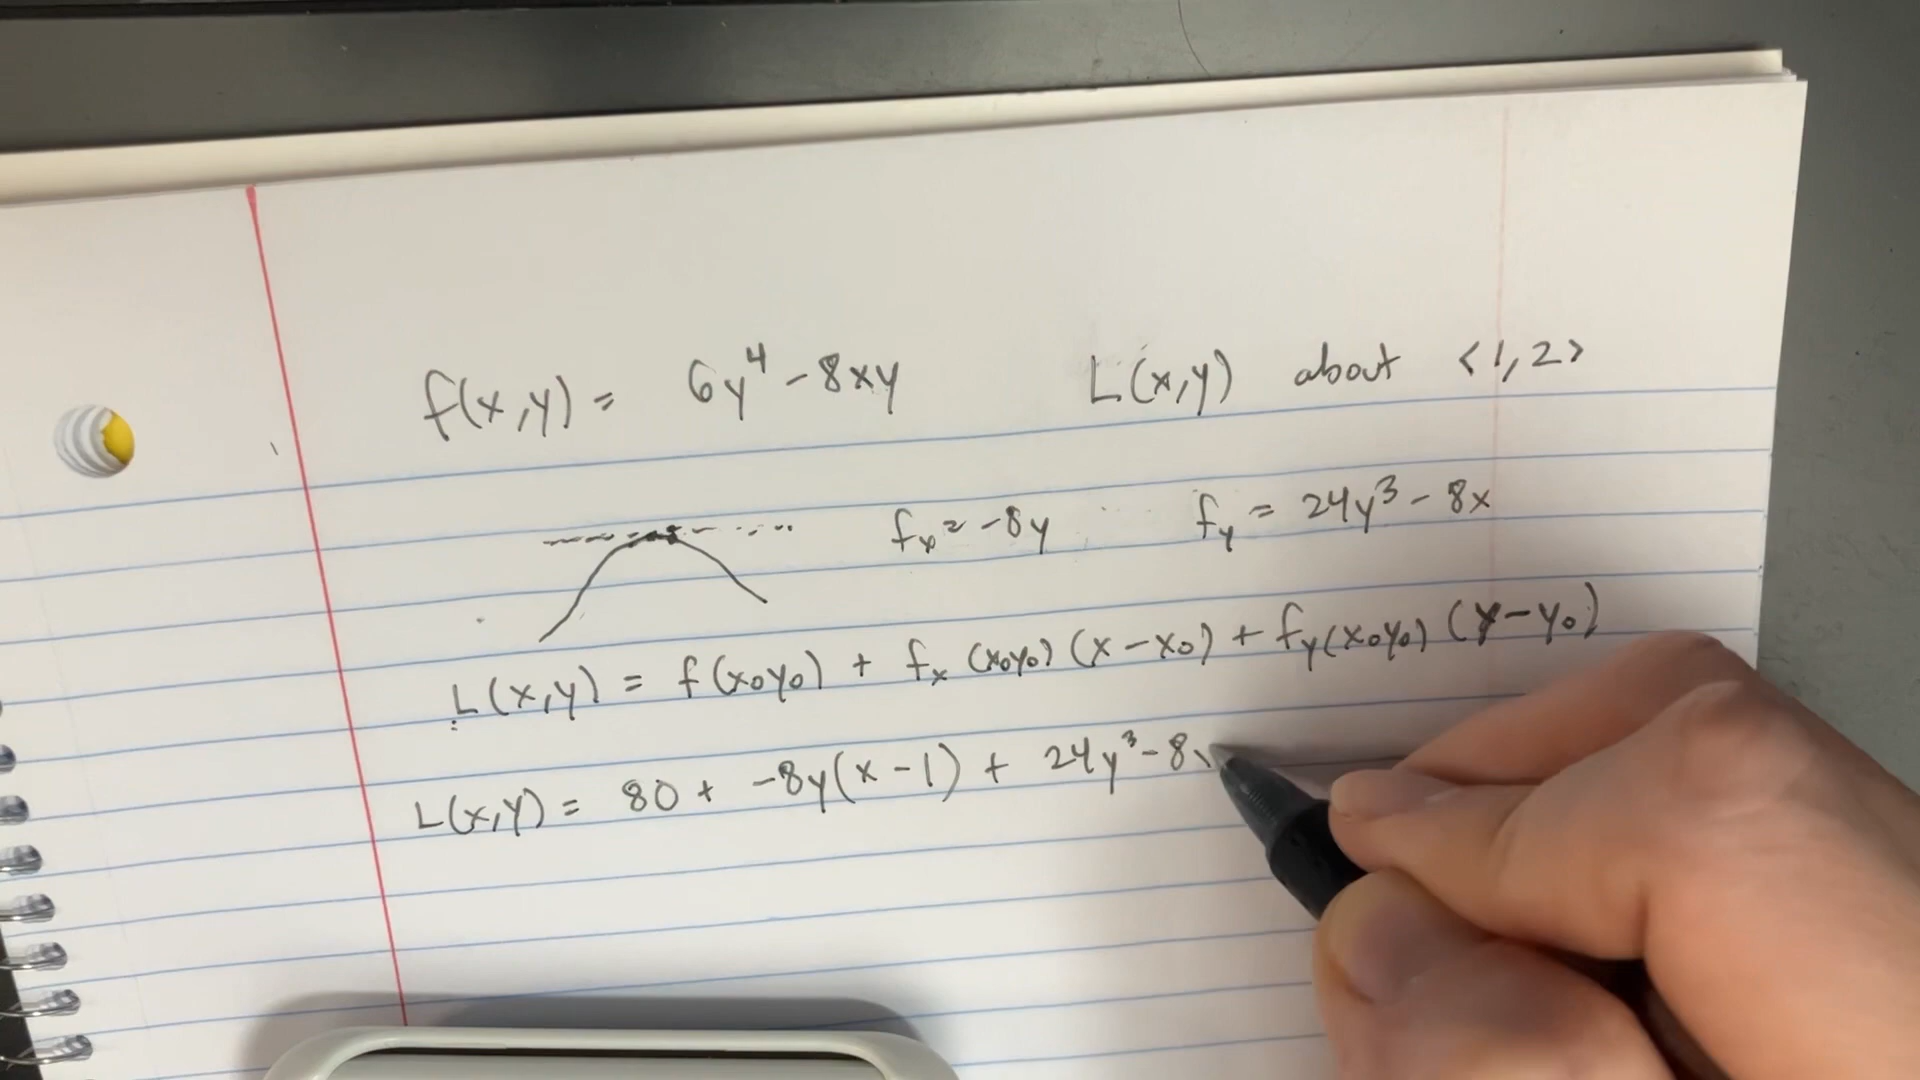 f(x,y) = 6y⁴ - 8xy L(x,y) about <1,2>
fₓ = -8y fᵧ = 24y³ - 8x
L(x,y) = f(x₀y₀) + fₓ(x₀y₀)(x-x₀) + fᵧ(x₀y₀)(y-y₀)
L(x,y) = 80 + -8y(x-1) + 24y³-8